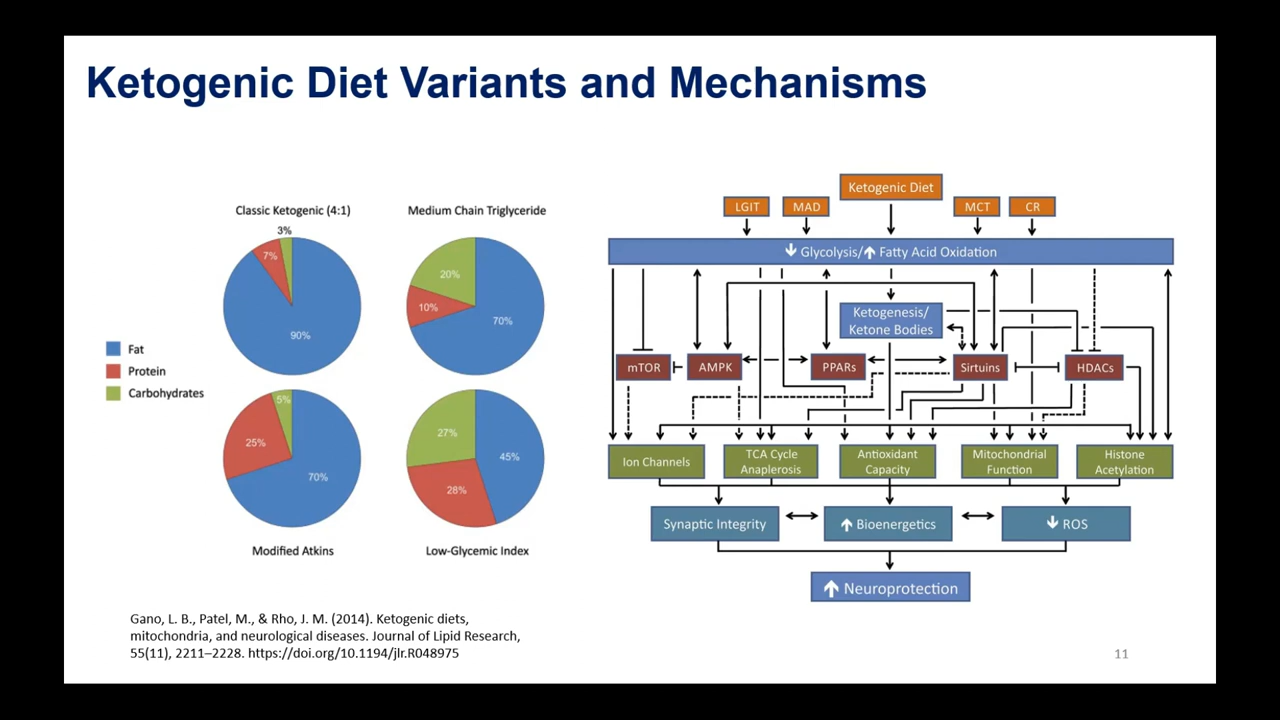 Ketogenic Diet Variants and Mechanisms
Classic Ketogenic (4:1)
3%
7%
90%
Medium Chain Triglyceride
20%
10%
70%
Fat
Protein
Carbohydrates
5%
25%
70%
Modified Atkins
27%
45%
28%
Low-Glycemic Index
Gano, L. B., Patel, M., & Rho, J. M. (2014). Ketogenic diets,
mitochondria, and neurological diseases. Journal of Lipid Research,
55(11), 2211–2228. https://doi.org/10.1194/jlr.R048975
Ketogenic Diet
LGIT
MAD
MCT
CR
Glycolysis/ Fatty Acid Oxidation
Ketogenesis/
Ketone Bodies
mTOR
AMPK
PPARs
Sirtuins
HDACs
Ion Channels
TCA Cycle
Anaplerosis
Antioxidant
Capacity
Mitochondrial
Function
Histone
Acetylation
Synaptic Integrity
Bioenergetics
ROS
Neuroprotection
11